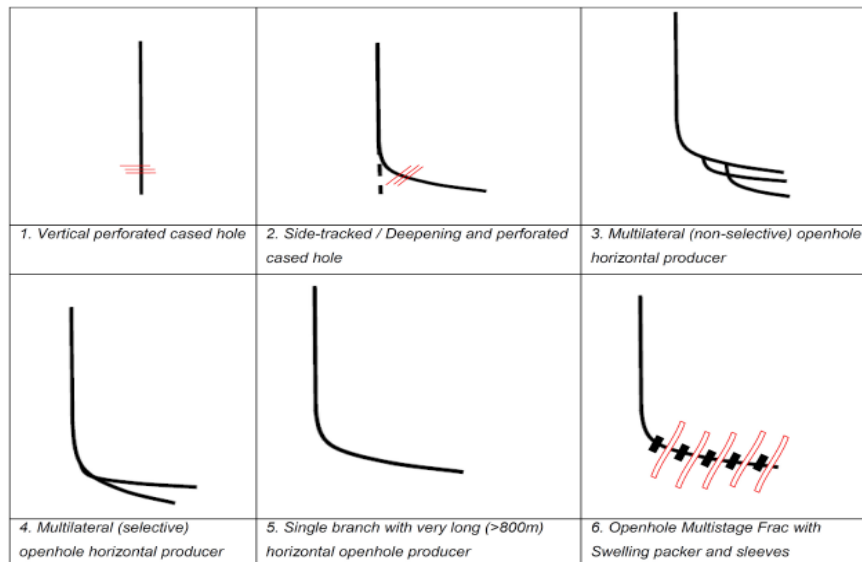 1. Vertical perforated cased hole
2. Side-tracked / Deepening and perforated
cased hole
3. Multilateral (non-selective) openhole
horizontal producer
4. Multilateral (selective)
openhole horizontal producer
5. Single branch with very long (>800m)
horizontal openhole producer
6. Openhole Multistage Frac with
Swelling packer and sleeves